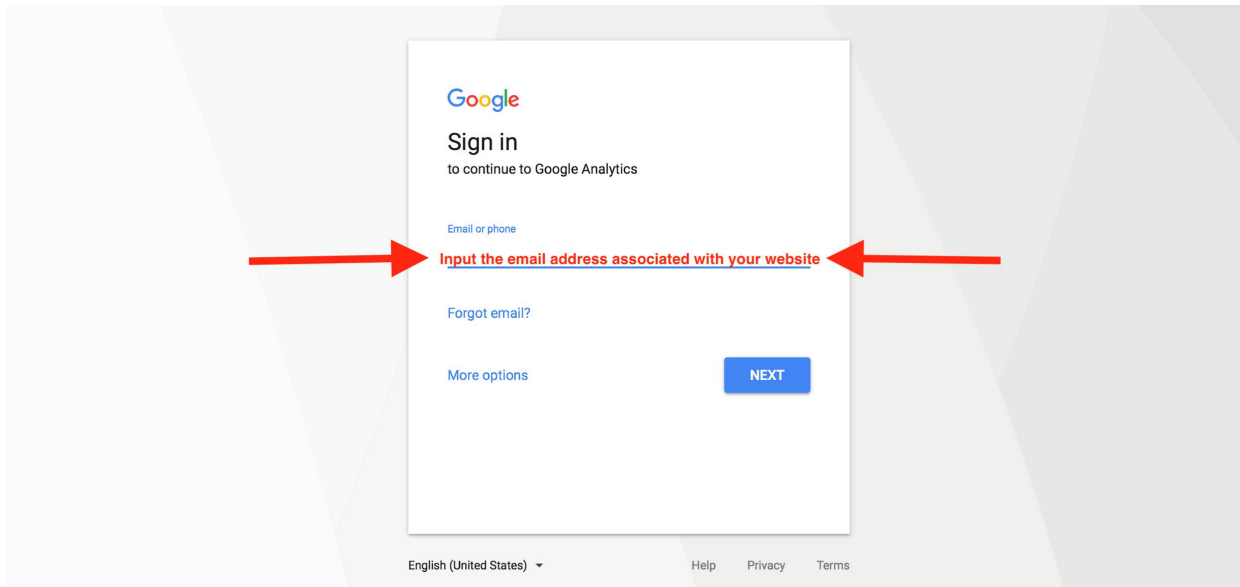 Google
Sign in
to continue to Google Analytics
Email or phone
Input the email address associated with your website
Forgot email?
More options
NEXT
English (United States)
Help
Privacy
Terms